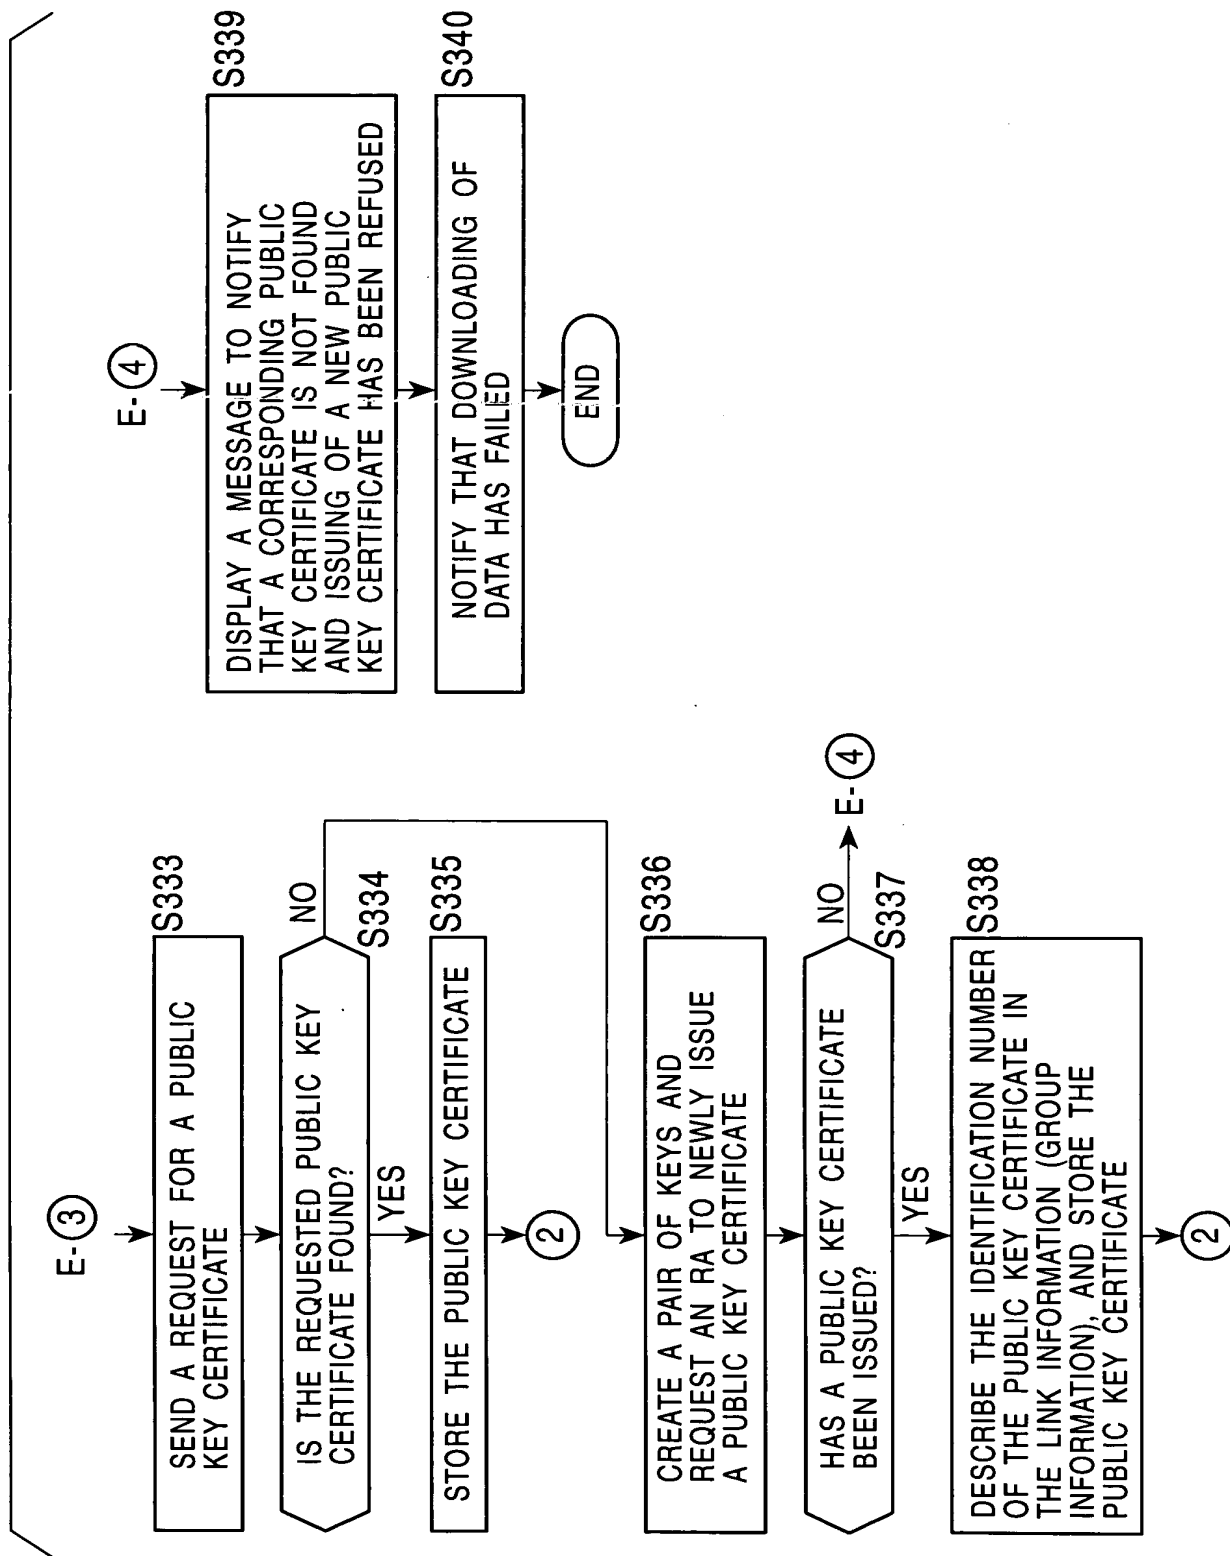 E-3
S333
SEND A REQUEST FOR A PUBLIC
KEY CERTIFICATE
IS THE REQUESTED PUBLIC KEY
CERTIFICATE FOUND?
NO
S334
YES
S335
STORE THE PUBLIC KEY CERTIFICATE
2
S336
CREATE A PAIR OF KEYS AND
REQUEST AN RA TO NEWLY ISSUE
A PUBLIC KEY CERTIFICATE
HAS A PUBLIC KEY CERTIFICATE
BEEN ISSUED?
NO
E-4
S337
YES
S338
DESCRIBE THE IDENTIFICATION NUMBER
OF THE PUBLIC KEY CERTIFICATE IN
THE LINK INFORMATION (GROUP
INFORMATION), AND STORE THE
PUBLIC KEY CERTIFICATE
2
E-4
S339
DISPLAY A MESSAGE TO NOTIFY
THAT A CORRESPONDING PUBLIC
KEY CERTIFICATE IS NOT FOUND
AND ISSUING OF A NEW PUBLIC
KEY CERTIFICATE HAS BEEN REFUSED
S340
NOTIFY THAT DOWNLOADING OF
DATA HAS FAILED
END